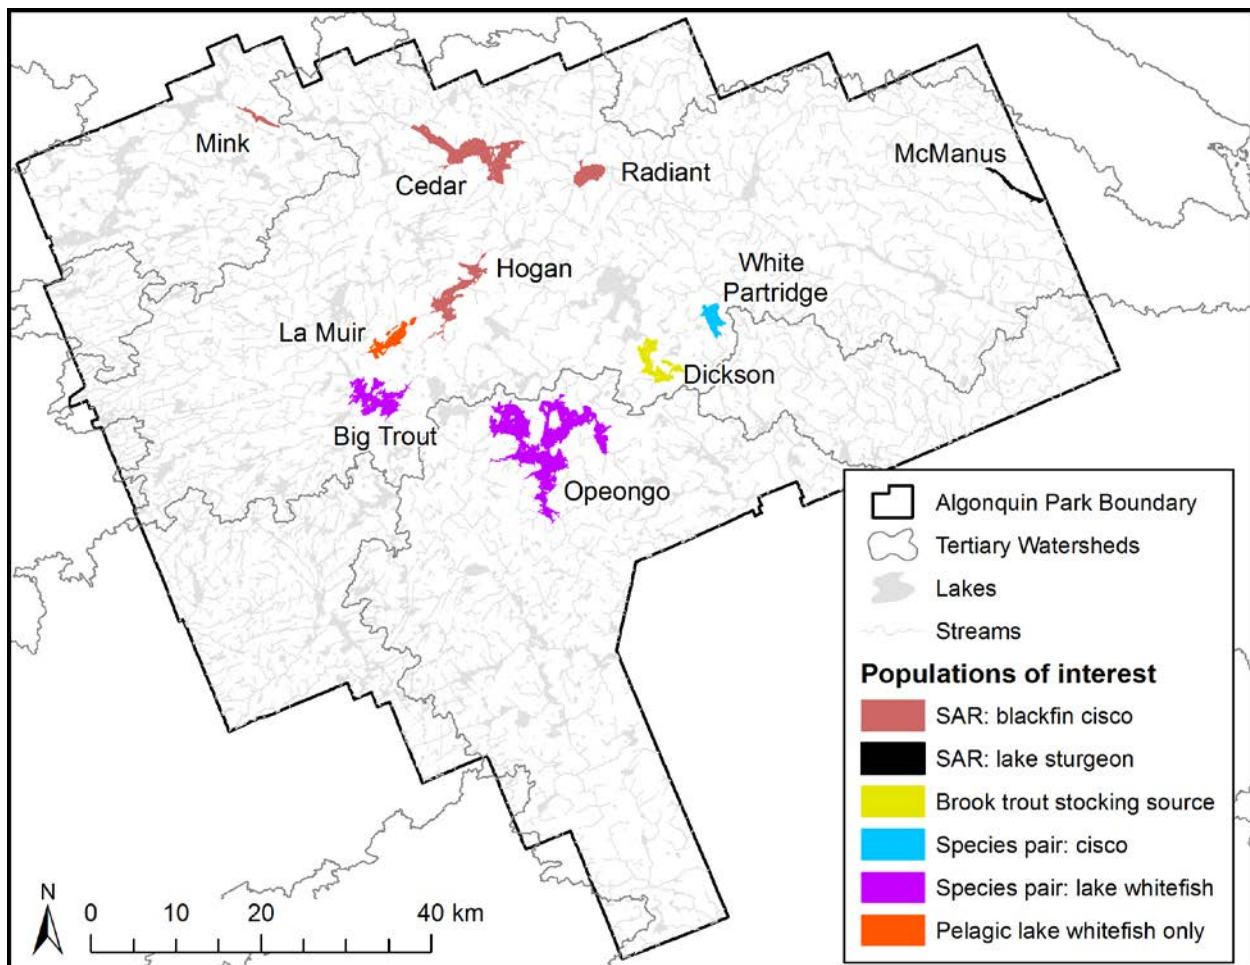 Mink
Cedar
Radiant
McManus
Hogan
White
Partridge
La Muir
Dickson
Big Trout
Opeongo
Algonquin Park Boundary
Tertiary Watersheds
Lakes
Streams
Populations of interest
SAR: blackfin cisco
SAR: lake sturgeon
Brook trout stocking source
Species pair: cisco
Species pair: lake whitefish
Pelagic lake whitefish only
N
0 10 20 40 km